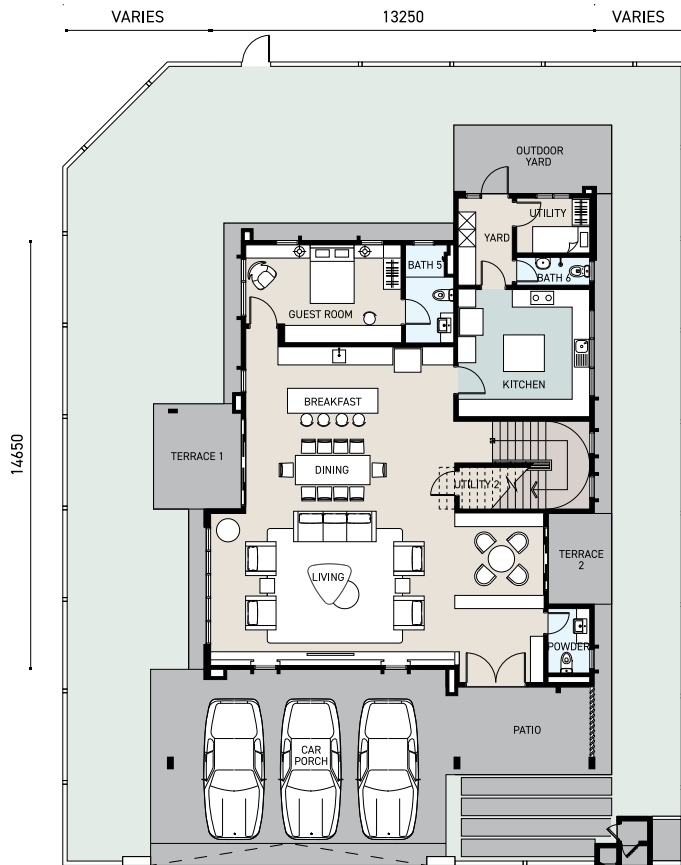 VARIES 13250 VARIES
OUTDOOR
YARD
UTILITY
YARD
BATH 5
BATH 6
GUEST ROOM
KITCHEN
BREAKFAST
TERRACE 1
14650
DINING
UTILITY 2
TERRACE
2
LIVING
POWDER
PATIO
CAR
PORCH